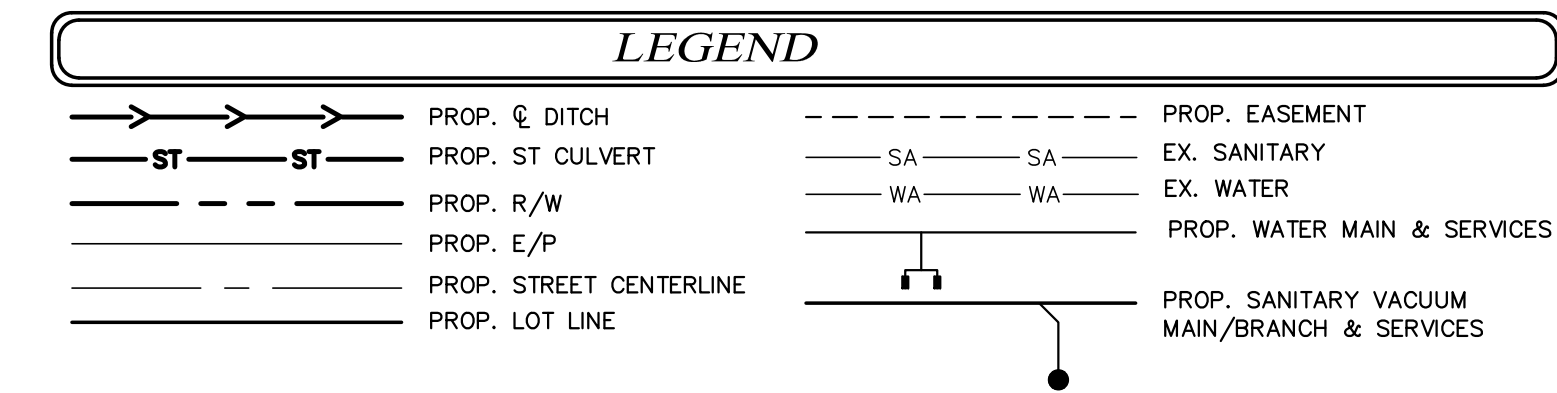 LEGEND
PROP. ℄ DITCH
ST ST PROP. ST CULVERT
PROP. R/W
PROP. E/P
PROP. STREET CENTERLINE
PROP. LOT LINE
PROP. EASEMENT
SA SA EX. SANITARY
WA WA EX. WATER
PROP. WATER MAIN & SERVICES
PROP. SANITARY VACUUM
MAIN/BRANCH & SERVICES